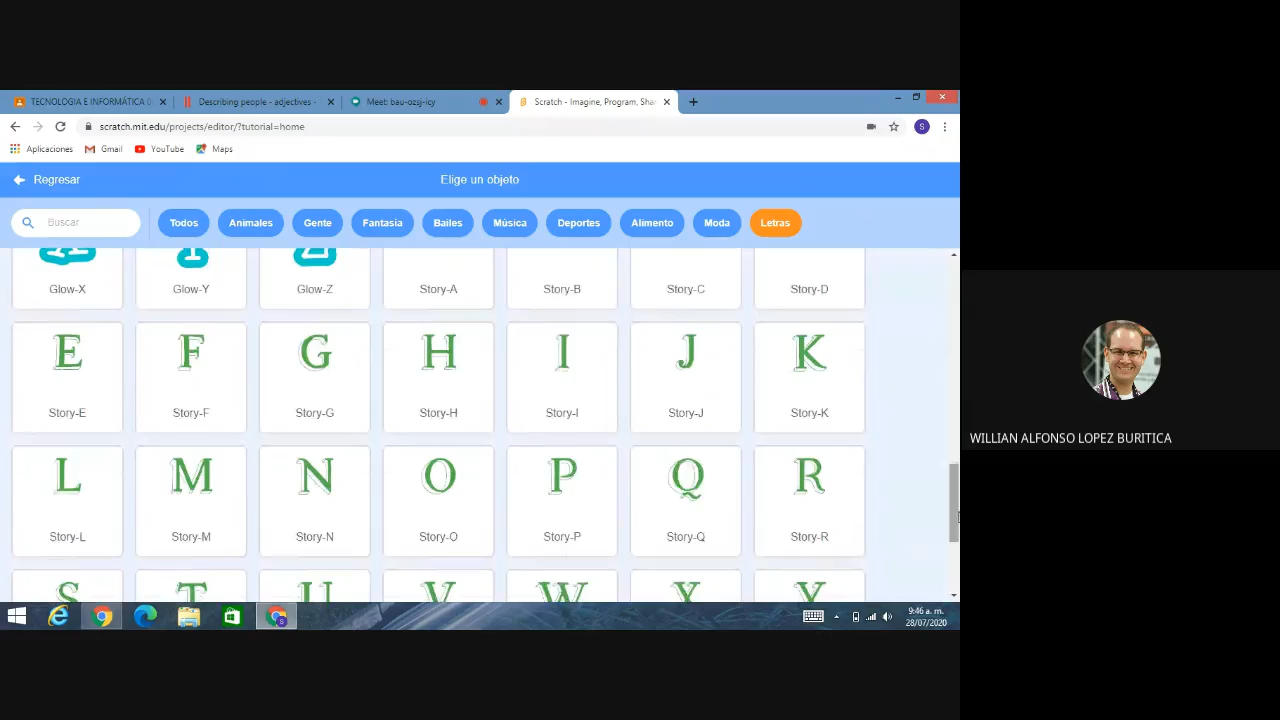 TECNOLOGIA E INFORMÁTICA 0
Describing people - adjectives -
Meet: bau-ozsj-icy
Scratch - Imagine, Program, Sha
scratch.mit.edu/projects/editor/?tutorial=home
S
Aplicaciones Gmail YouTube Maps
Regresar
Elige un objeto
Buscar
Todos Animales Gente Fantasia Bailes Música Deportes Alimento Moda Letras
Glow-X Glow-Y Glow-Z Story-A Story-B Story-C Story-D
E F G H I J K
Story-E Story-F Story-G Story-H Story-I Story-J Story-K
L M N O P Q R
Story-L Story-M Story-N Story-O Story-P Story-Q Story-R
S T U V W X Y
9:46 a. m.
28/07/2020
WILLIAN ALFONSO LOPEZ BURITICA